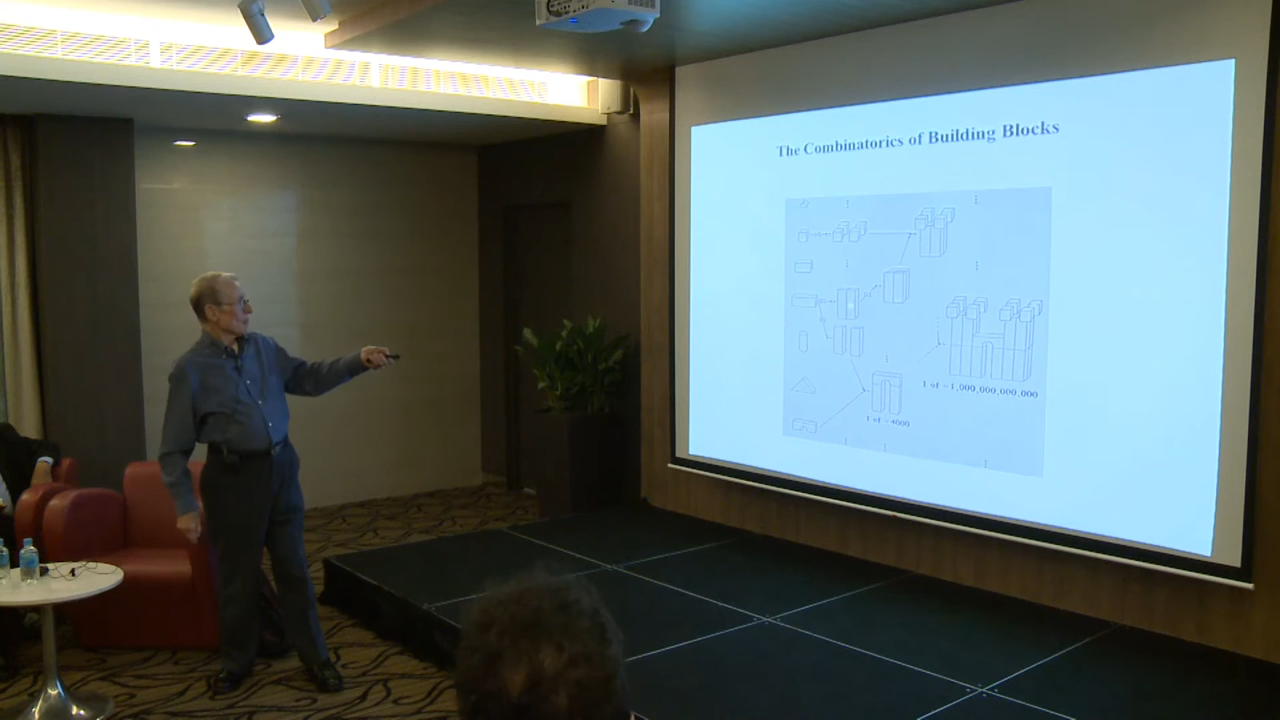 The Combinatorics of Building Blocks
1 of ~1,000,000,000,000
1 of ~4000